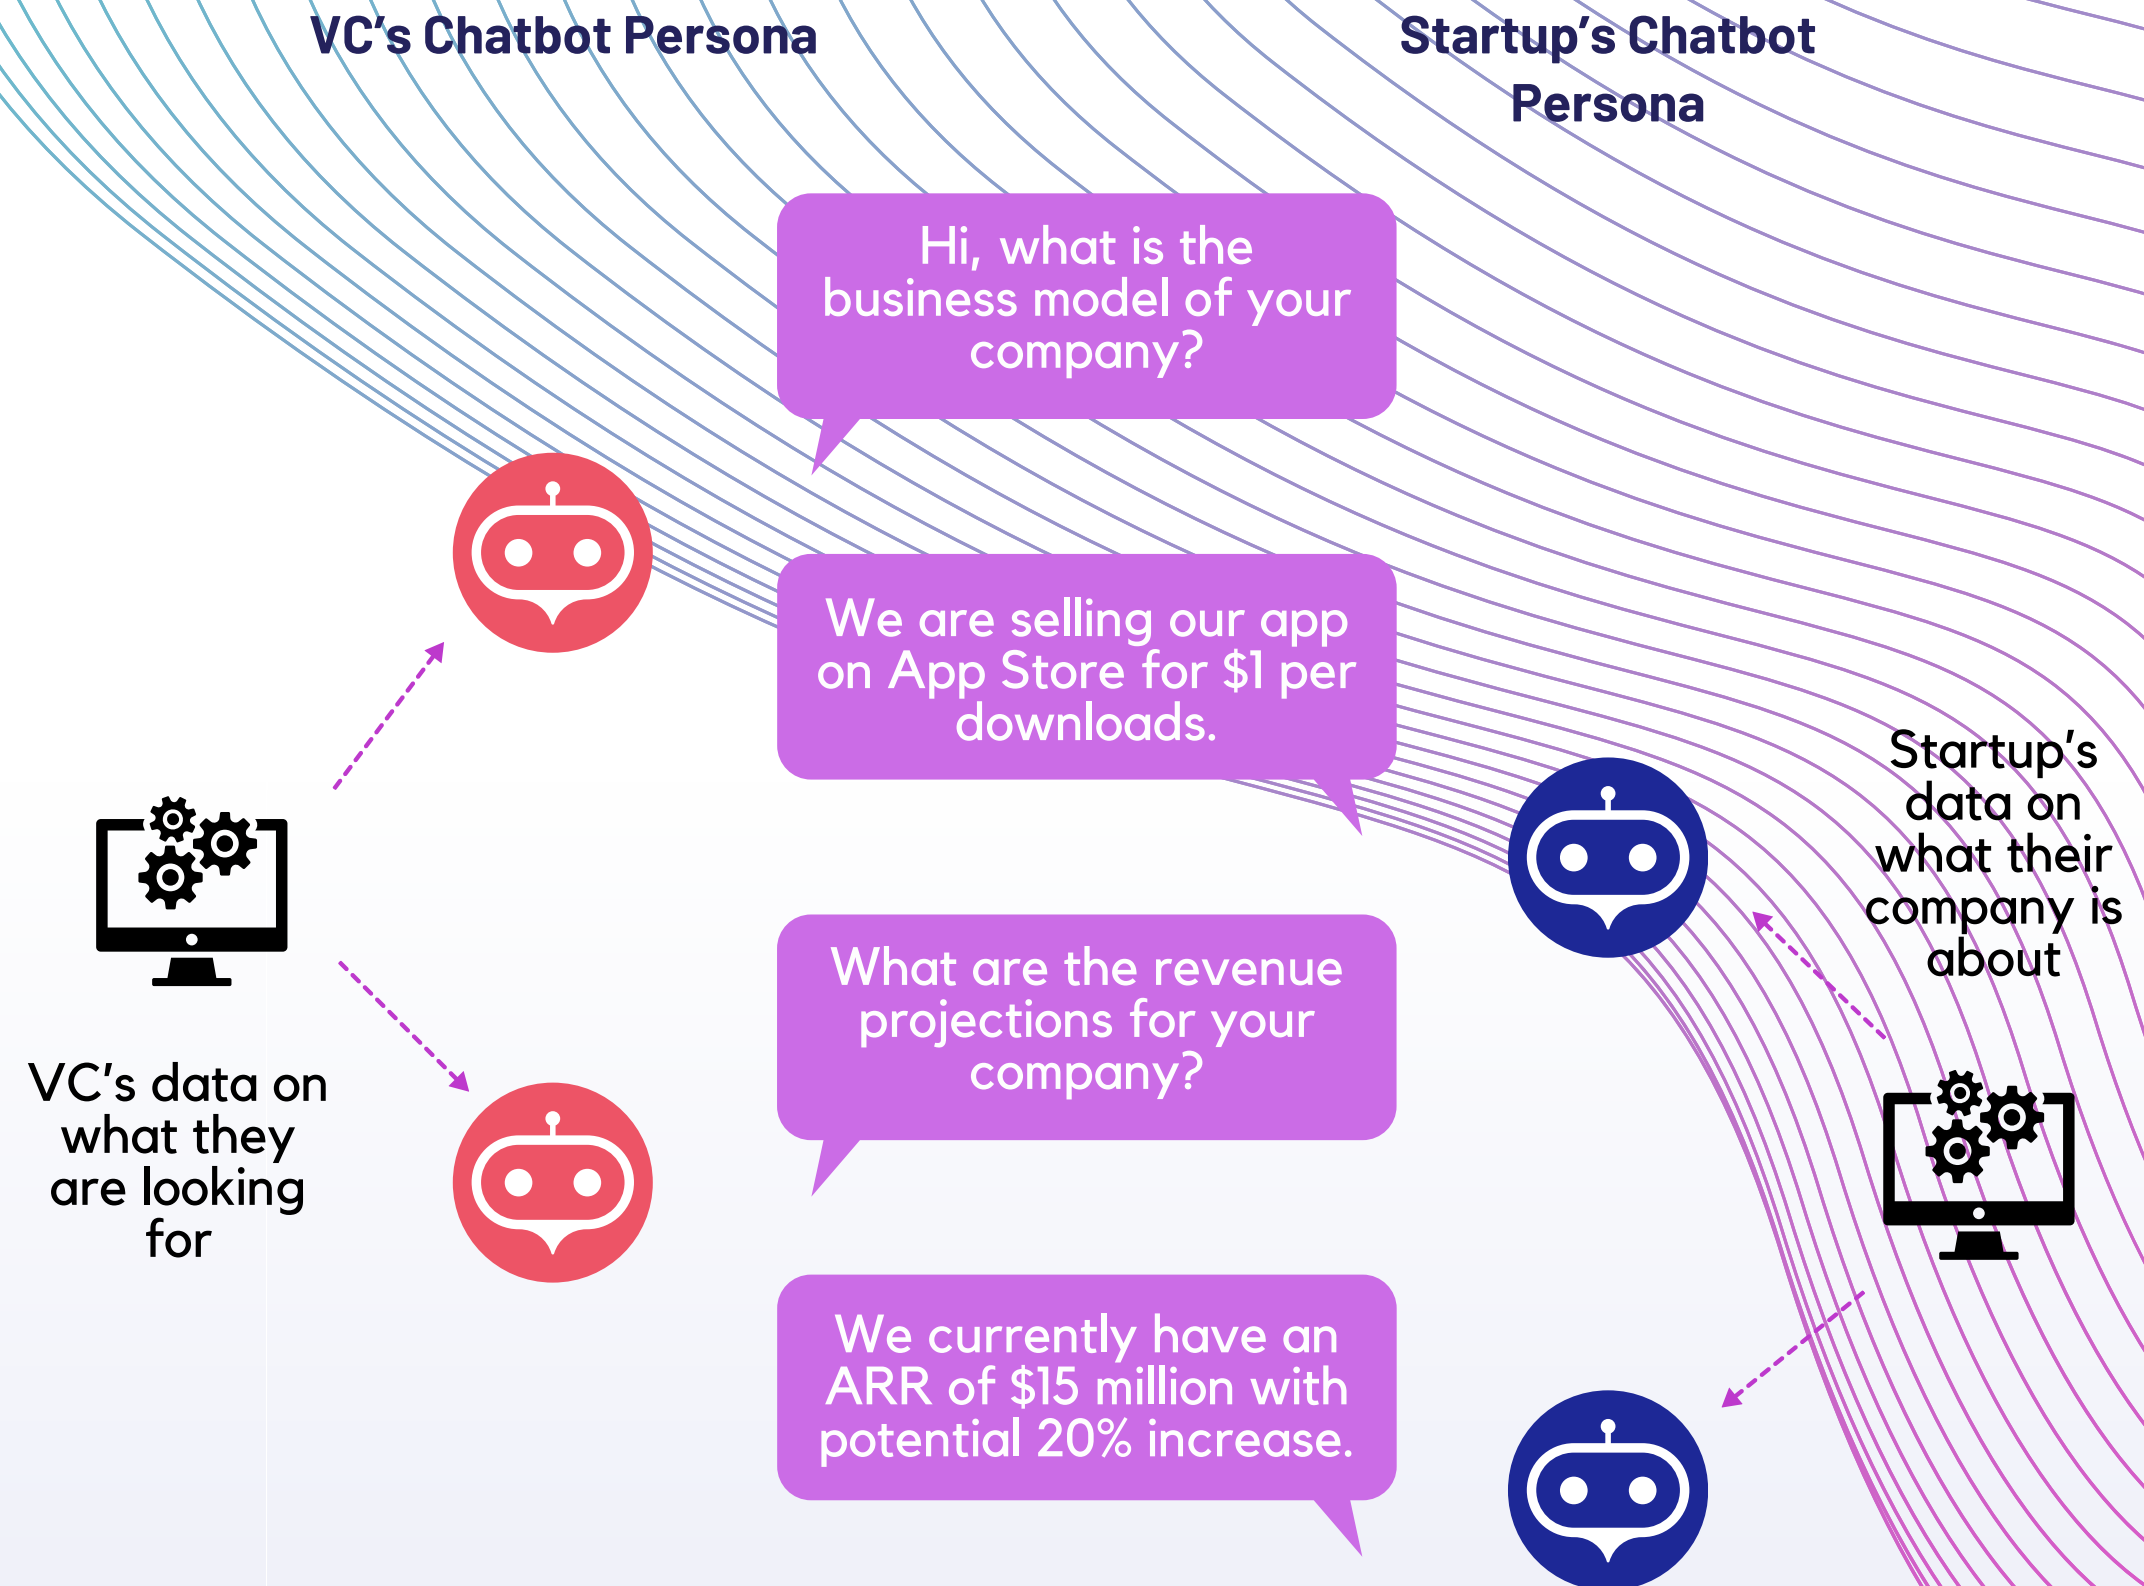 VC's Chatbot Persona
Startup's Chatbot
Persona
Hi, what is the
business model of your
company?
We are selling our app
on App Store for $1 per
downloads.
Startup's
data on
what their
company is
about
What are the revenue
projections for your
company?
VC's data on
what they
are looking
for
We currently have an
ARR of $15 million with
potential 20% increase.